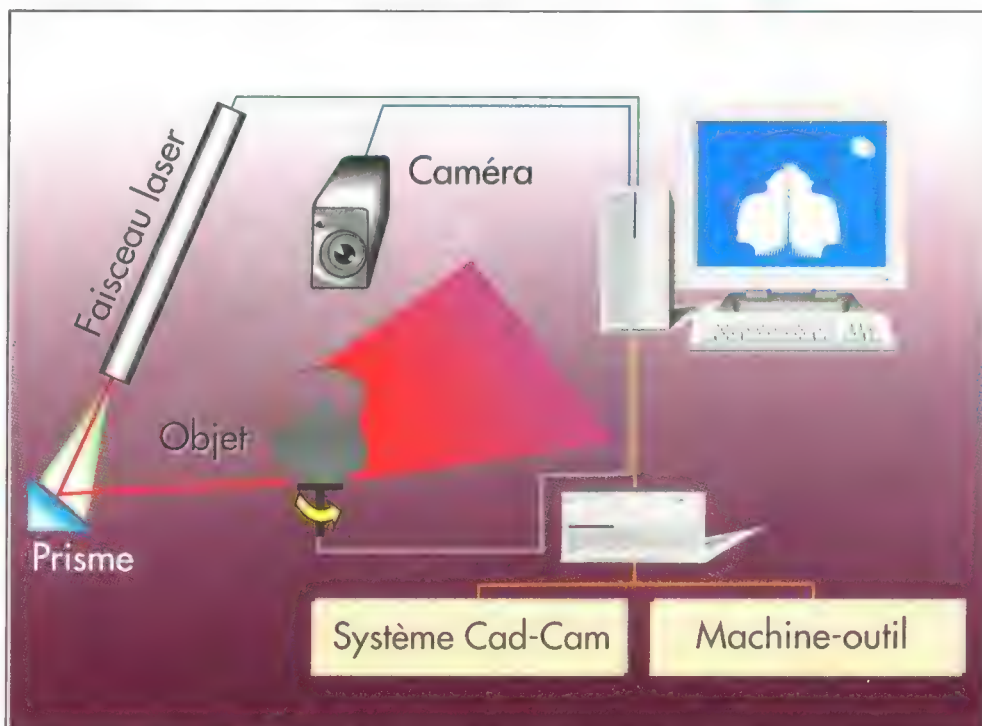 Faisceau laser
Caméra
Objet
Prisme
Système Cad-Cam
Machine-outil